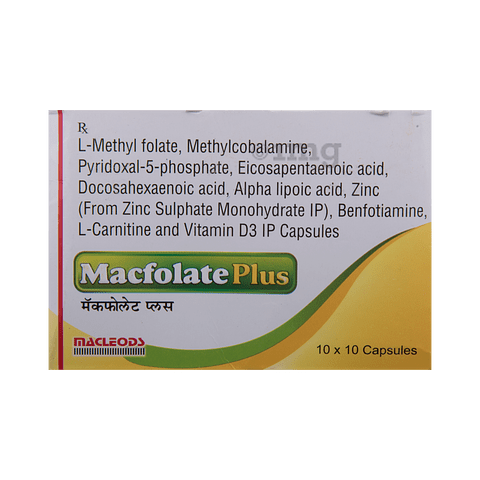 ℞
L-Methyl folate, Methylcobalamine,
Pyridoxal-5-phosphate, Eicosapentaenoic acid,
Docosahexaenoic acid, Alpha lipoic acid, Zinc
(From Zinc Sulphate Monohydrate IP), Benfotiamine,
L-Carnitine and Vitamin D3 IP Capsules
Macfolate Plus
मॅकफोलेट प्लस
MACLEODS
10 x 10 Capsules